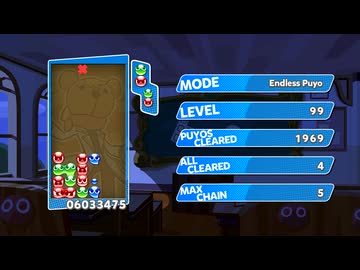 MODE Endless Puyo
LEVEL 99
PUYOS CLEARED 1969
ALL CLEARED 4
MAX CHAIN 5
06033475